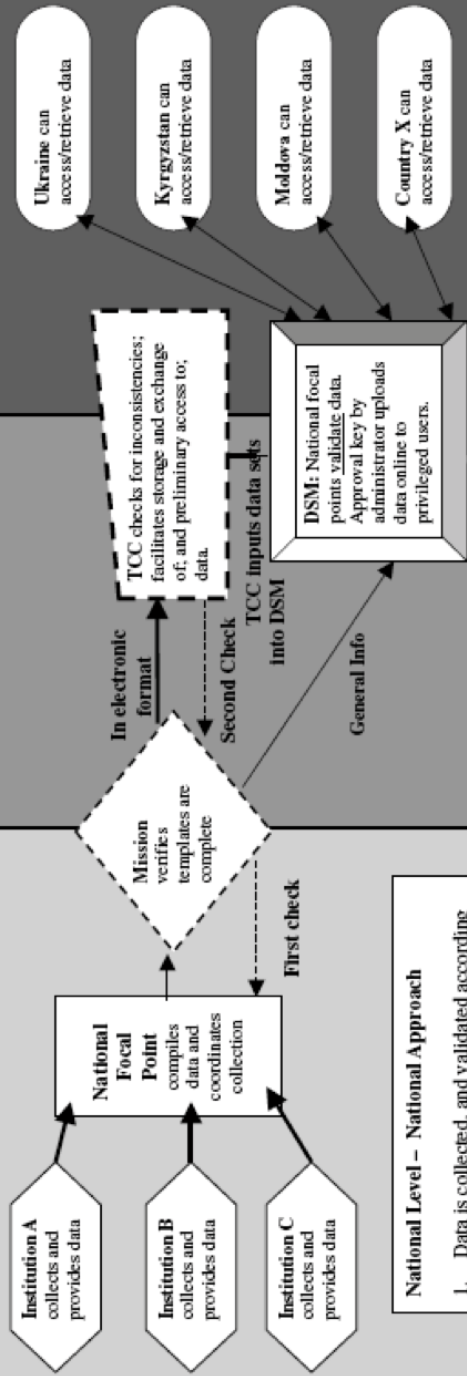 Institution A
collects and
provides data
Institution B
collects and
provides data
Institution C
collects and
provides data
National
Focal
Point
compiles
data and
coordinates
collection
Mission
verifies
templates are
complete
First check
In electronic
format
Second Check
TCC inputs data sets
into DSM
General Info
TCC checks for inconsistencies;
facilitates storage and exchange
of; and preliminary access to;
data.
DSM: National focal
points validate data.
Approval key by
administrator uploads
data online to
privileged users.
Ukraine can
access/retrieve data
Kyrgyzstan can
access/retrieve data
Moldova can
access/retrieve data
Country X can
access/retrieve data
National Level – National Approach
1. Data is collected, and validated according